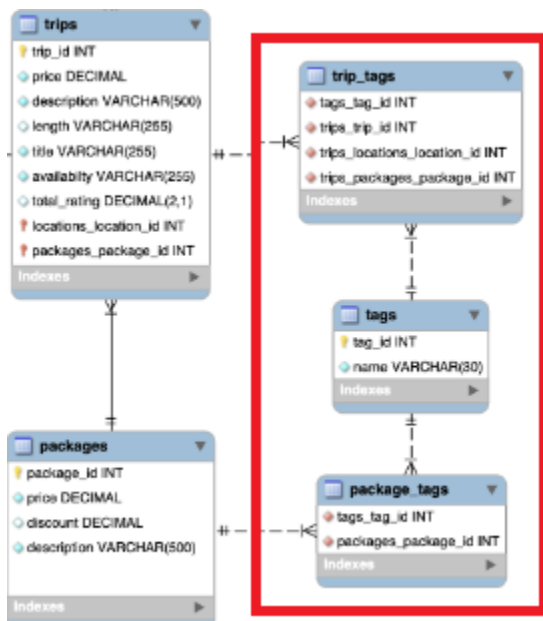 trips
trip_id INT
price DECIMAL
description VARCHAR(500)
length VARCHAR(255)
title VARCHAR(255)
availabilty VARCHAR(255)
total_rating DECIMAL(2,1)
locations_location_id INT
packages_package_id INT
Indexes
trip_tags
tags_tag_id INT
trips_trip_id INT
trips_locations_location_id INT
trips_packages_package_id INT
Indexes
tags
tag_id INT
name VARCHAR(30)
Indexes
packages
package_id INT
price DECIMAL
discount DECIMAL
description VARCHAR(500)
Indexes
package_tags
tags_tag_id INT
packages_package_id INT
Indexes